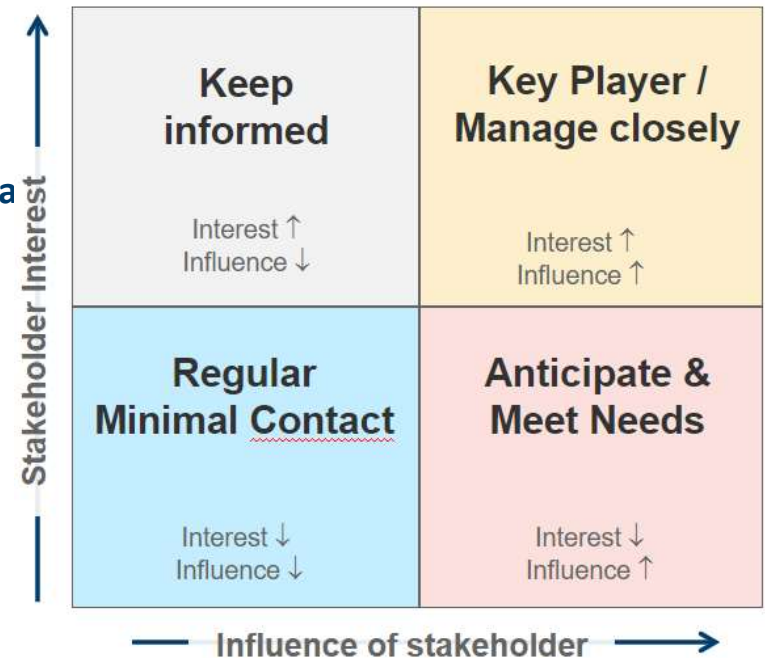 Keep
informed
Interest ↑
Influence ↓
Key Player /
Manage closely
Interest ↑
Influence ↑
a
Stakeholder Interest
Regular
Minimal Contact
Interest ↓
Influence ↓
Anticipate &
Meet Needs
Interest ↓
Influence ↑
Influence of stakeholder